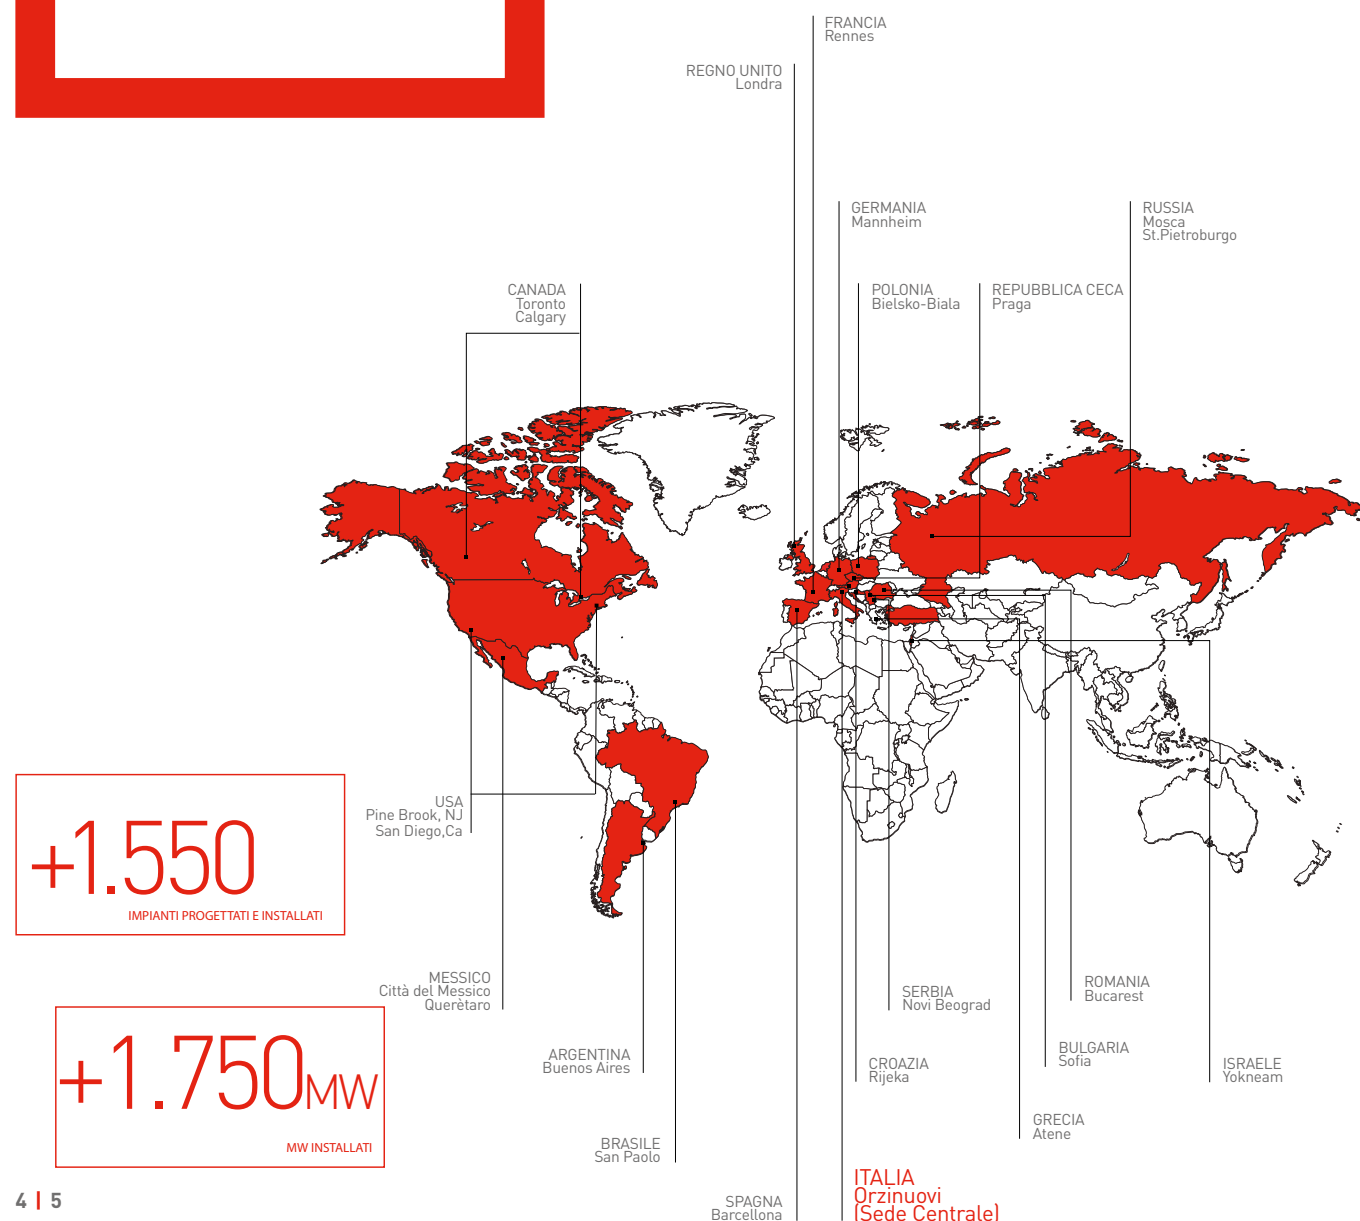 FRANCIA
Rennes
REGNO UNITO
Londra
GERMANIA
Mannheim
RUSSIA
Mosca
St.Pietroburgo
CANADA
Toronto
Calgary
POLONIA
Bielsko-Biala
REPUBBLICA CECA
Praga
USA
Pine Brook, NJ
San Diego,Ca
+1.550
IMPIANTI PROGETTATI E INSTALLATI
MESSICO
Città del Messico
Querètaro
SERBIA
Novi Beograd
ROMANIA
Bucarest
+1.750MW
MW INSTALLATI
ARGENTINA
Buenos Aires
CROAZIA
Rijeka
BULGARIA
Sofia
ISRAELE
Yokneam
GRECIA
Atene
BRASILE
San Paolo
ITALIA
Orzinuovi
(Sede Centrale)
SPAGNA
Barcellona
4 | 5